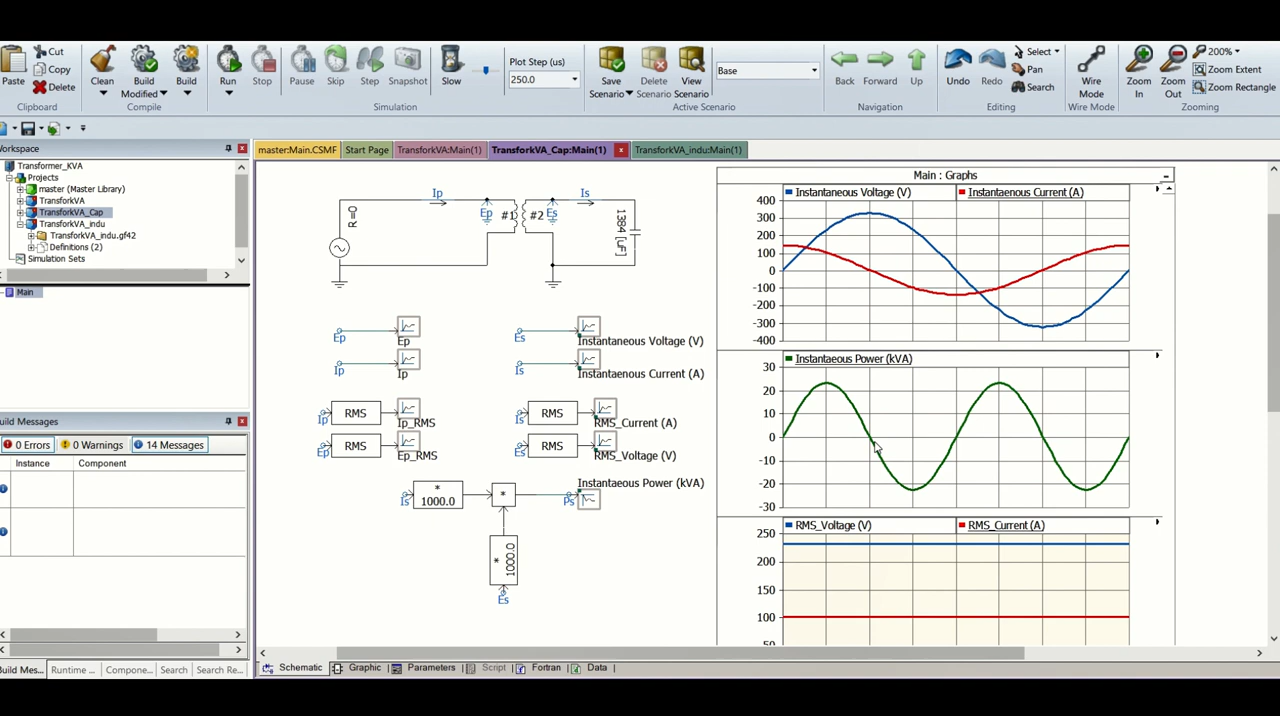 Paste
Cut
Copy
Delete
Clipboard
Clean
Build
Modified
Build
Compile
Run
Stop
Pause
Skip
Step
Snapshot
Slow
Plot Step (us)
250.0
Simulation
Save
Scenario
Delete
Scenario
View
Scenario
Base
Active Scenario
Back
Forward
Up
Navigation
Undo
Redo
Select
Pan
Search
Editing
Wire
Mode
Wire Mode
Zoom
In
Zoom
Out
200%
Zoom Extent
Zoom Rectangle
Zooming
Workspace
Transformer_KVA
Projects
master (Master Library)
TransforkVA
TransforkVA_Cap
TransforkVA_indu
TransforkVA_indu.gf42
Definitions (2)
Simulation Sets
Main
uild Messages
0 Errors
0 Warnings
14 Messages
Instance
Component
uild Mes...
Runtime ...
Compone...
Search
Search Re...
master:Main.CSMF
Start Page
TransforkVA:Main(1)
TransforkVA_Cap:Main(1)
x
TransforkVA_indu:Main(1)
R=0
Ip
Ep
#1
#2
Es
Is
1384 [uF]
Ep
Ep
Ip
Ip
Es
Instantaneous Voltage (V)
Is
Instantaenous Current (A)
Ip
RMS
Ip_RMS
Ep
RMS
Ep_RMS
Is
RMS
RMS_Current (A)
Es
RMS
RMS_Voltage (V)
Is
*
1000.0
*
Ps
Instantaeous Power (kVA)
*
1000.0
Es
Main : Graphs
Instantaneous Voltage (V)
Instantaenous Current (A)
400
300
200
100
0
-100
-200
-300
-400
Instantaeous Power (kVA)
30
20
10
0
-10
-20
-30
RMS_Voltage (V)
RMS_Current (A)
250
200
150
100
50
Schematic
Graphic
Parameters
Script
Fortran
Data